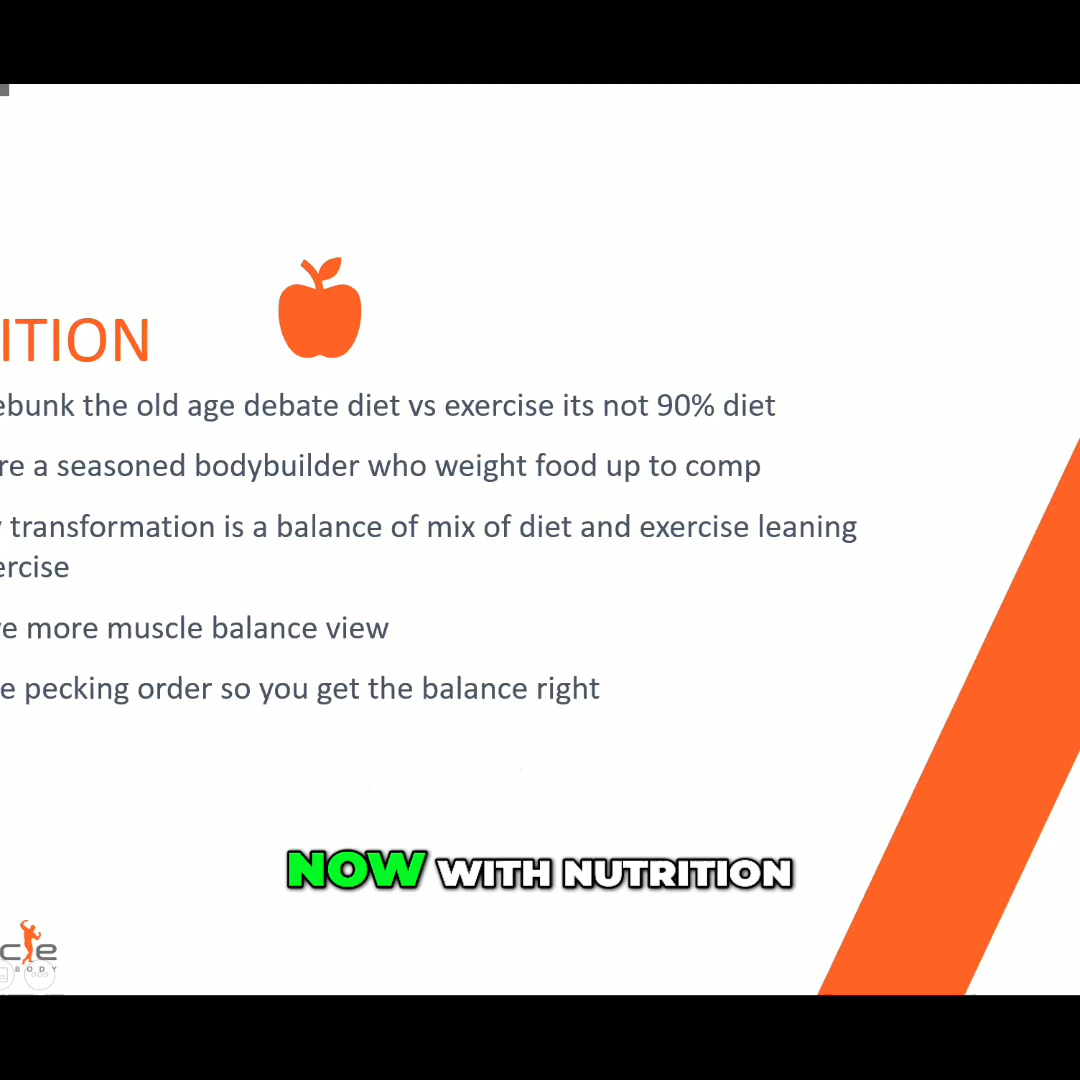 ITION
ebunk the old age debate diet vs exercise its not 90% diet
re a seasoned bodybuilder who weight food up to comp
transformation is a balance of mix of diet and exercise leaning
ercise
e more muscle balance view
e pecking order so you get the balance right
NOW WITH NUTRITION
cle
BODY